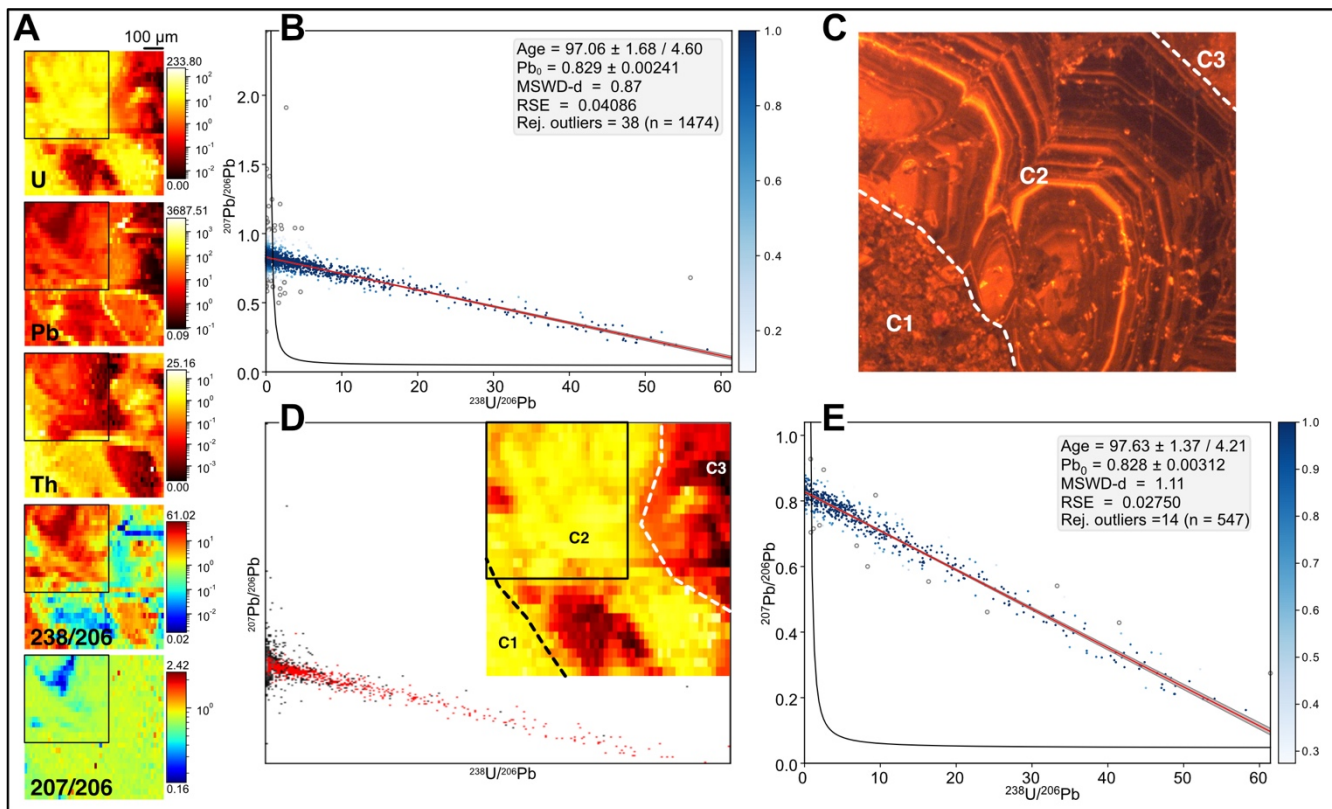 A
100 µm
233.80
10²
10¹
10⁰
10⁻¹
10⁻²
0.00
U
3687.51
10³
10²
10¹
10⁰
10⁻¹
0.09
Pb
25.16
10¹
10⁰
10⁻¹
10⁻²
10⁻³
0.00
Th
61.02
10¹
10⁰
10⁻¹
10⁻²
0.02
238/206
2.42
10⁰
0.16
207/206
B
Age = 97.06 ± 1.68 / 4.60
Pb₀ = 0.829 ± 0.00241
MSWD-d = 0.87
RSE = 0.04086
Rej. outliers = 38 (n = 1474)
2.0
1.5
1.0
0.5
0.0
²⁰⁷Pb/²⁰⁶Pb
0 10 20 30 40 50 60
²³⁸U/²⁰⁶Pb
1.0
0.8
0.6
0.4
0.2
C
C3
C2
C1
D
C3
C2
C1
²⁰⁷Pb/²⁰⁶Pb
²³⁸U/²⁰⁶Pb
E
Age = 97.63 ± 1.37 / 4.21
Pb₀ = 0.828 ± 0.00312
MSWD-d = 1.11
RSE = 0.02750
Rej. outliers =14 (n = 547)
1.0
0.8
0.6
0.4
0.2
0.0
²⁰⁷Pb/²⁰⁶Pb
0 10 20 30 40 50 60
²³⁸U/²⁰⁶Pb
1.0
0.9
0.8
0.7
0.6
0.5
0.4
0.3